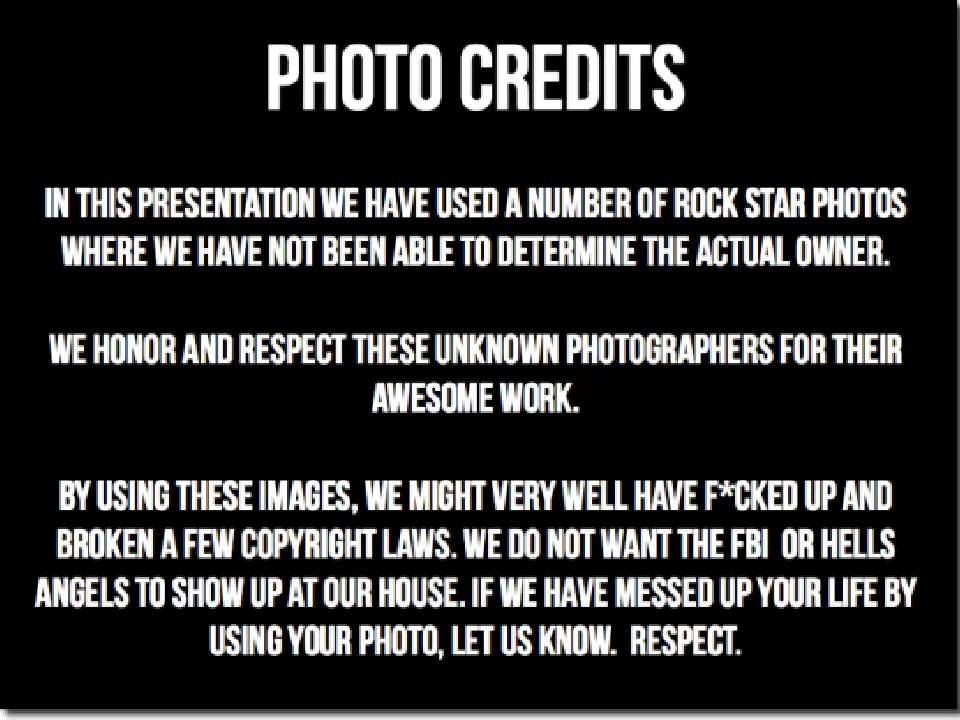 PHOTO CREDITS
IN THIS PRESENTATION WE HAVE USED A NUMBER OF ROCK STAR PHOTOS
WHERE WE HAVE NOT BEEN ABLE TO DETERMINE THE ACTUAL OWNER.
WE HONOR AND RESPECT THESE UNKNOWN PHOTOGRAPHERS FOR THEIR
AWESOME WORK.
BY USING THESE IMAGES, WE MIGHT VERY WELL HAVE F*CKED UP AND
BROKEN A FEW COPYRIGHT LAWS. WE DO NOT WANT THE FBI OR HELLS
ANGELS TO SHOW UP AT OUR HOUSE. IF WE HAVE MESSED UP YOUR LIFE BY
USING YOUR PHOTO, LET US KNOW. RESPECT.